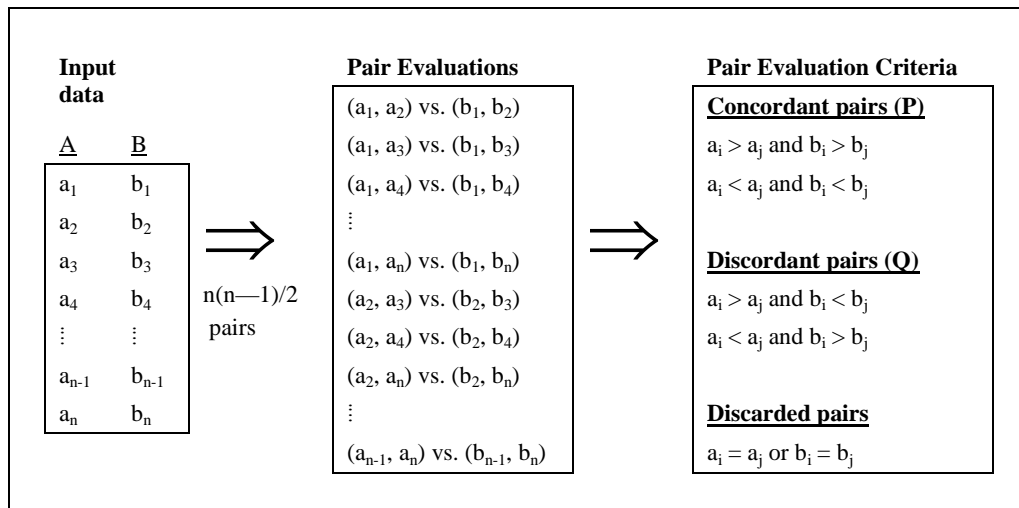 Input
data
A B
a₁ b₁
a₂ b₂
a₃ b₃
a₄ b₄
⋮ ⋮
aₙ₋₁ bₙ₋₁
aₙ bₙ
n(n—1)/2
pairs
Pair Evaluations
(a₁, a₂) vs. (b₁, b₂)
(a₁, a₃) vs. (b₁, b₃)
(a₁, a₄) vs. (b₁, b₄)
⋮
(a₁, aₙ) vs. (b₁, bₙ)
(a₂, a₃) vs. (b₂, b₃)
(a₂, a₄) vs. (b₂, b₄)
(a₂, aₙ) vs. (b₂, bₙ)
⋮
(aₙ₋₁, aₙ) vs. (bₙ₋₁, bₙ)
Pair Evaluation Criteria
Concordant pairs (P)
aᵢ > aⱼ and bᵢ > bⱼ
aᵢ < aⱼ and bᵢ < bⱼ
Discordant pairs (Q)
aᵢ > aⱼ and bᵢ < bⱼ
aᵢ < aⱼ and bᵢ > bⱼ
Discarded pairs
aᵢ = aⱼ or bᵢ = bⱼ